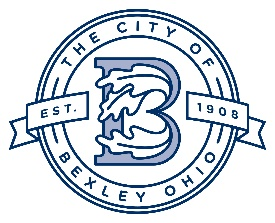 THE CITY OF
EST. B 1908
BEXLEY OHIO